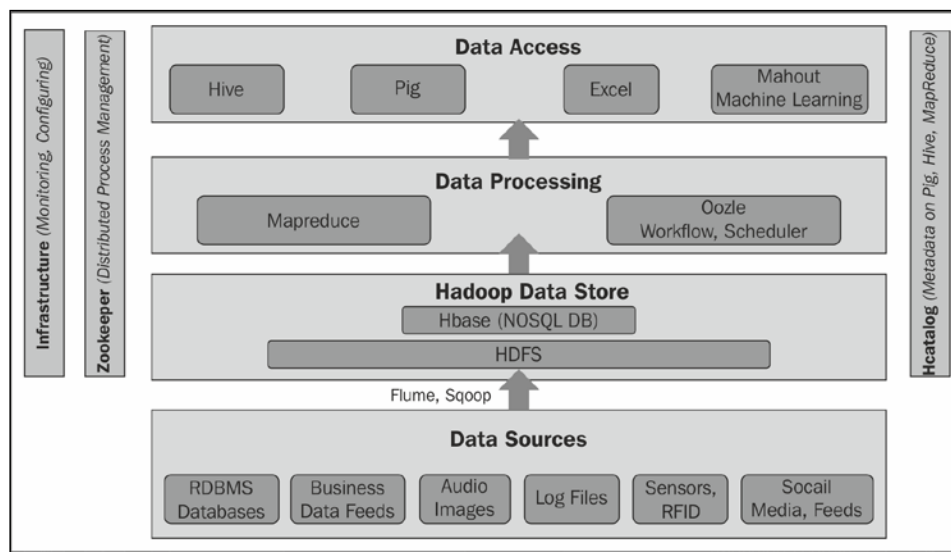 Infrastructure (Monitoring, Configuring)
Zookeeper (Distributed Process Management)
Data Access
Hive
Pig
Excel
Mahout
Machine Learning
Data Processing
Mapreduce
Oozle
Workflow, Scheduler
Hadoop Data Store
Hbase (NOSQL DB)
HDFS
Flume, Sqoop
Data Sources
RDBMS
Databases
Business
Data Feeds
Audio
Images
Log Files
Sensors,
RFID
Socail
Media, Feeds
Hcatalog (Metadata on Pig, Hive, MapReduce)